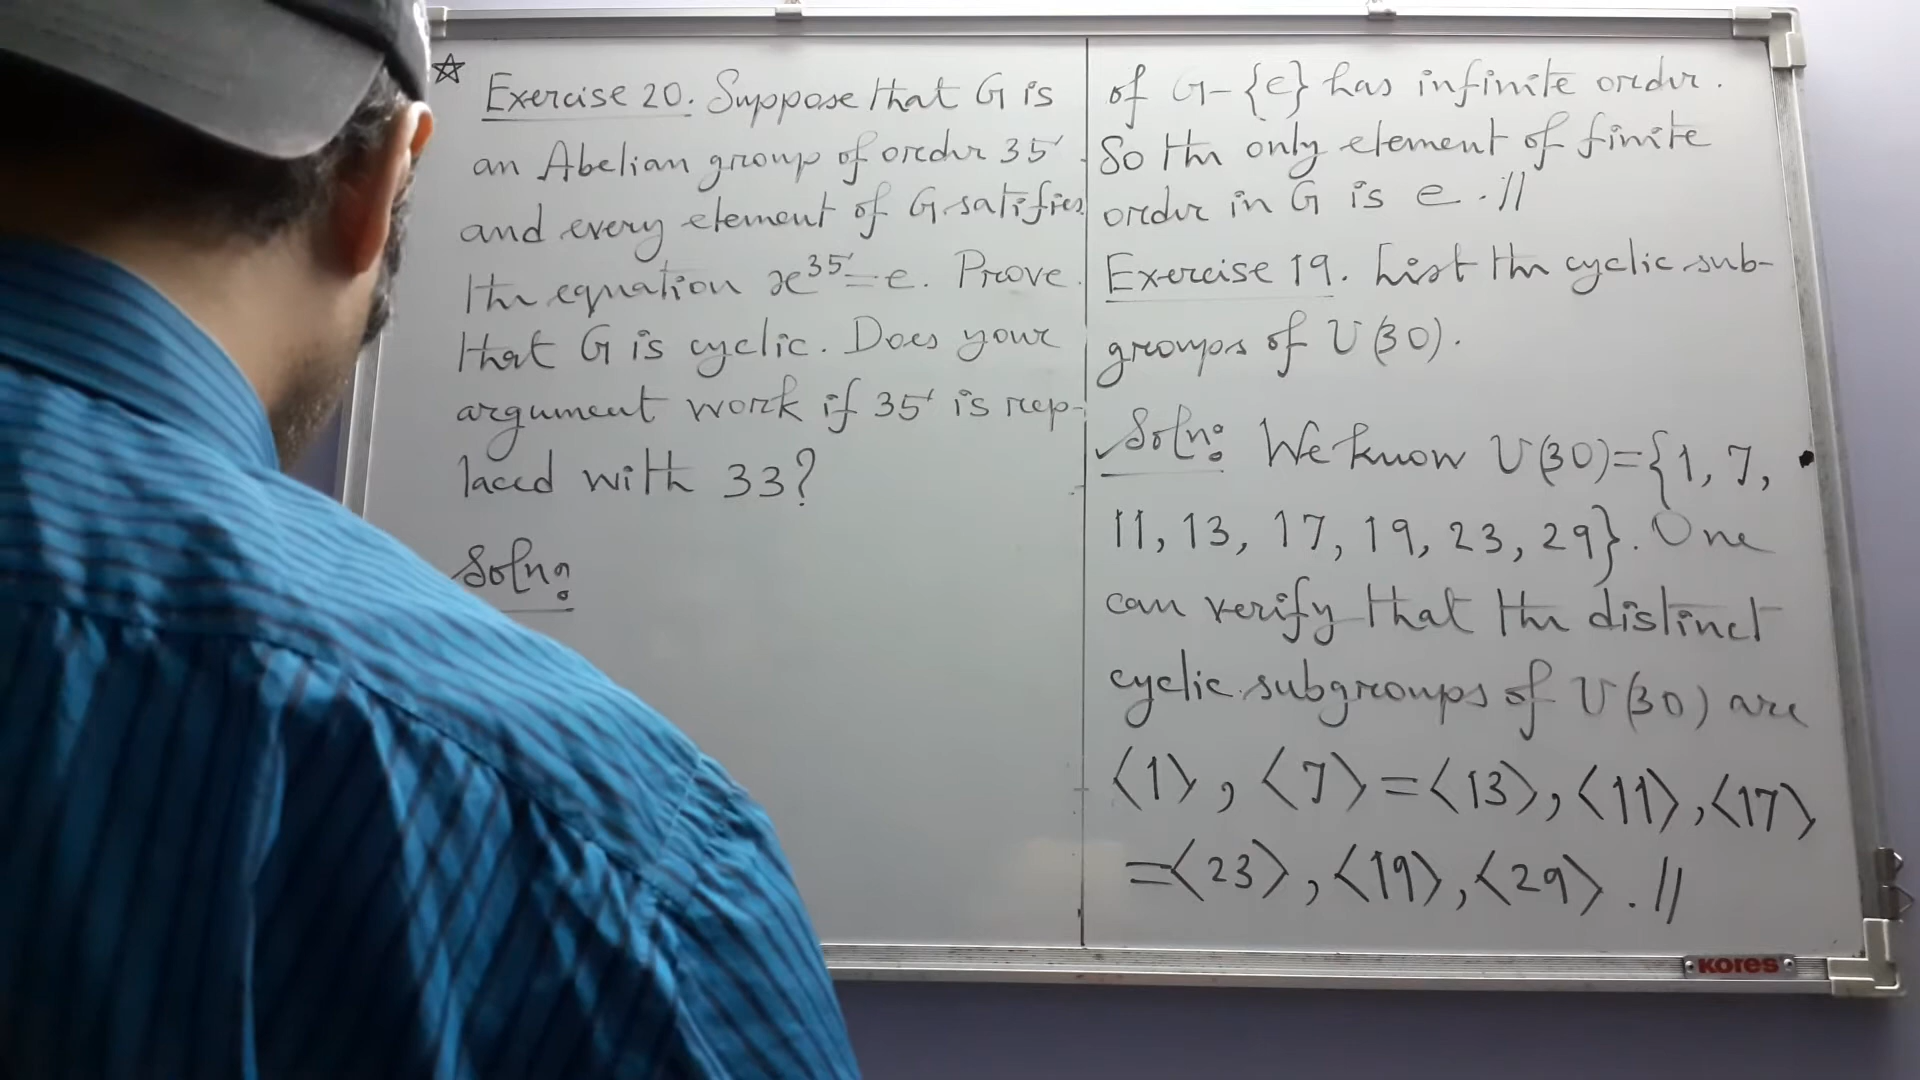 ☆ Exercise 20. Suppose that G is
an Abelian group of order 35
and every element of G satisfies
the equation x^35 = e. Prove
that G is cyclic. Does your
argument work if 35 is rep-
laced with 33?
Soln:
of G-{e} has infinite order.
So the only element of finite
order in G is e. //
Exercise 19. List the cyclic sub-
groups of U(30).
Soln: We know U(30)={1, 7,
11, 13, 17, 19, 23, 29}. One
can verify that the distinct
cyclic subgroups of U(30) are
⟨1⟩, ⟨7⟩=⟨13⟩, ⟨11⟩, ⟨17⟩
=⟨23⟩, ⟨19⟩, ⟨29⟩. //
KORES